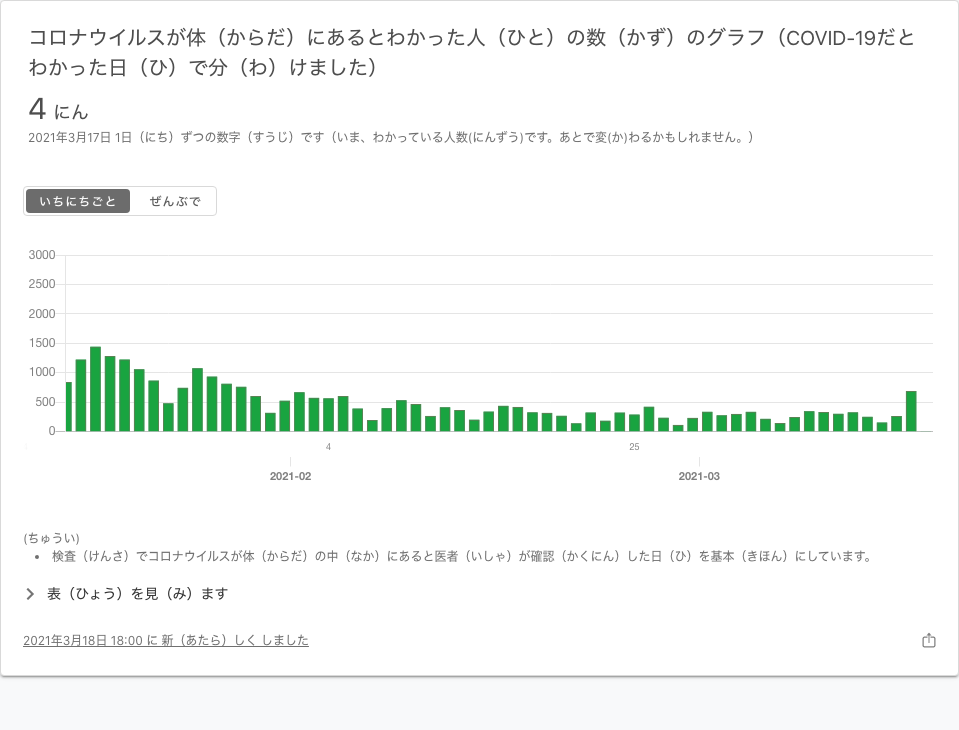 コロナウイルスが体（からだ）にあるとわかった人（ひと）の数（かず）のグラフ（COVID-19だと
わかった日（ひ）で分（わ）けました）
4 にん
2021年3月17日 1日（にち）ずつの数字（すうじ）です（いま、わかっている人数(にんずう)です。あとで変(か)わるかもしれません。）
いちにちごと ぜんぶで
3000
2500
2000
1500
1000
500
0
4 25
2021-02 2021-03
(ちゅうい)
• 検査（けんさ）でコロナウイルスが体（からだ）の中（なか）にあると医者（いしゃ）が確認（かくにん）した日（ひ）を基本（きほん）にしています。
表（ひょう）を見（み）ます
2021年3月18日 18:00 に 新（あたら）しく しました